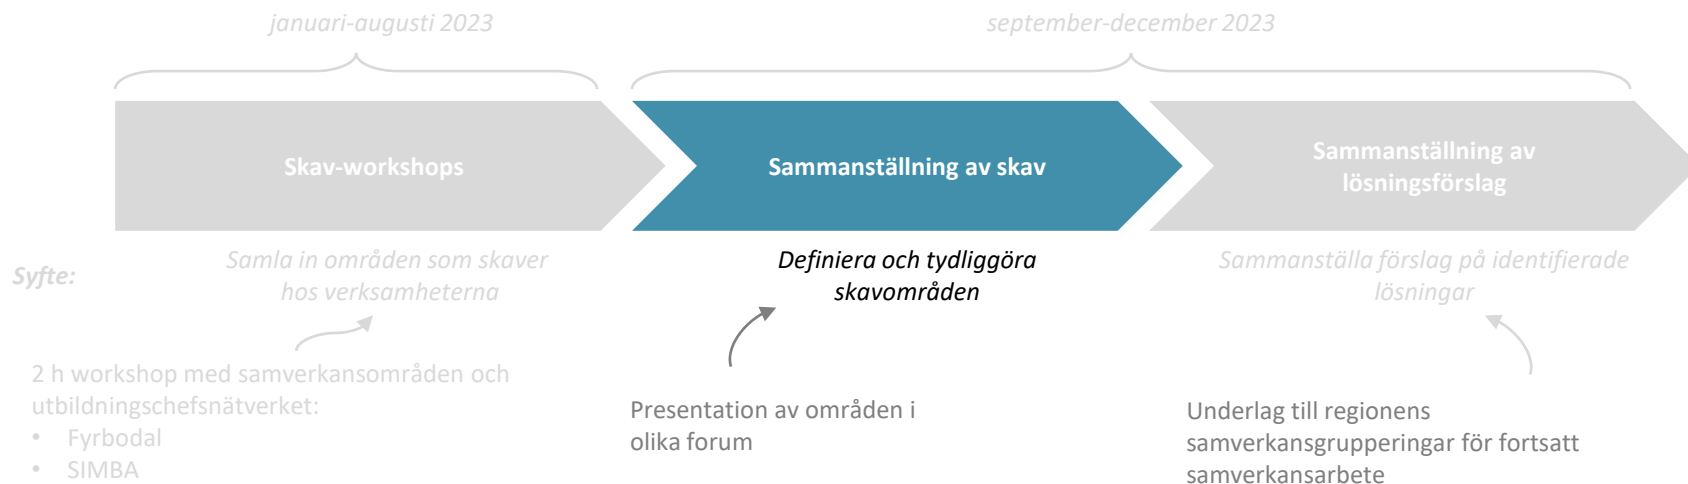 januari-augusti 2023
september-december 2023
Skav-workshops
Sammanställning av skav
Sammanställning av
lösningsförslag
Syfte:
Samla in områden som skaver
hos verksamheterna
Definiera och tydliggöra
skavområden
Sammanställa förslag på identifierade
lösningar
2 h workshop med samverkansområden och
utbildningschefsnätverket:
• Fyrbodal
• SIMBA
Presentation av områden i
olika forum
Underlag till regionens
samverkansgrupperingar för fortsatt
samverkansarbete